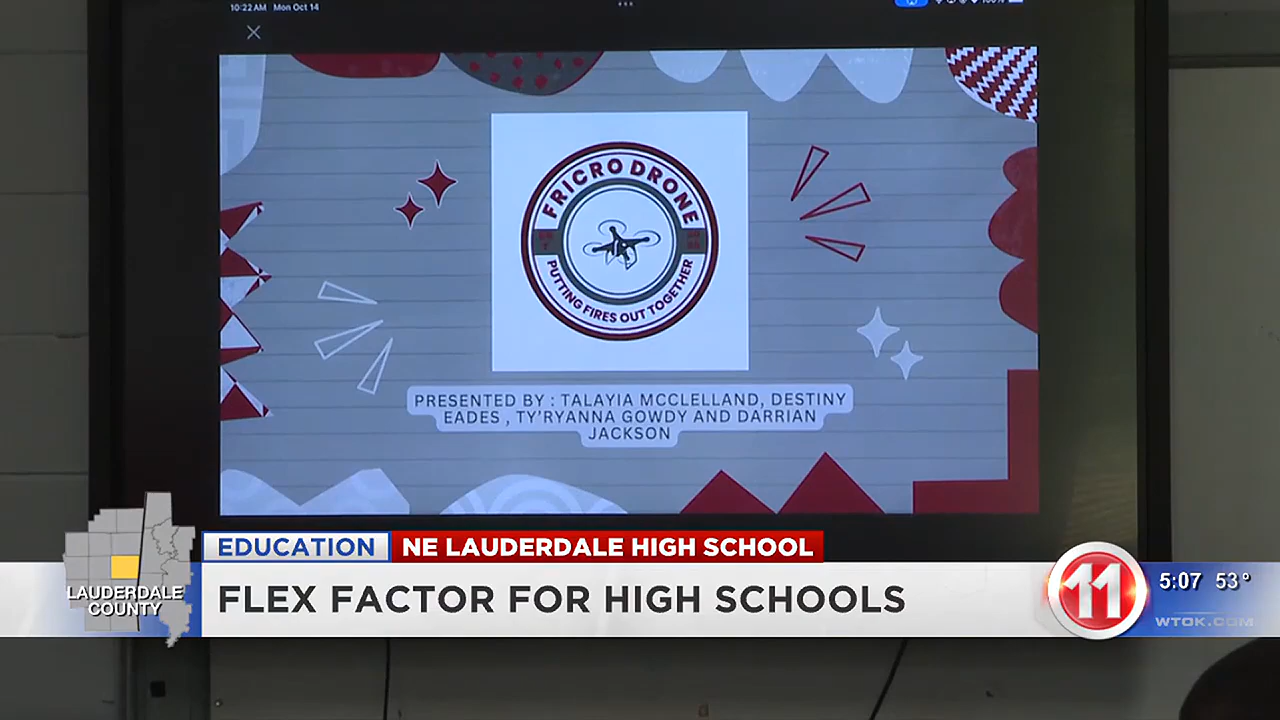 10:22 AM Mon Oct 14
FRICRO DRONE
PUTTING FIRES OUT TOGETHER
PRESENTED BY : TALAYIA MCCLELLAND, DESTINY
EADES , TY'RYANNA GOWDY AND DARRIAN
JACKSON
EDUCATION
NE LAUDERDALE HIGH SCHOOL
LAUDERDALE
COUNTY
FLEX FACTOR FOR HIGH SCHOOLS
11
5:07 53°
WTOK.COM